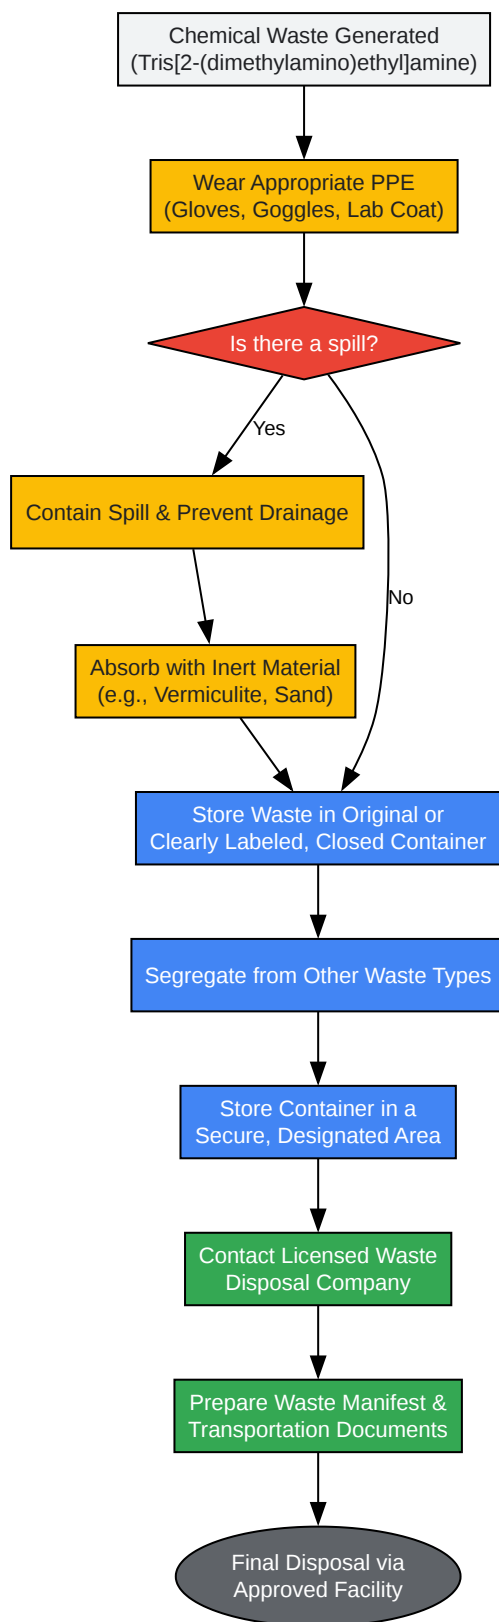 Chemical Waste Generated
(Tris[2-(dimethylamino)ethyl]amine)
Wear Appropriate PPE
(Gloves, Goggles, Lab Coat)
Is there a spill?
Yes
Contain Spill & Prevent Drainage
No
Absorb with Inert Material
(e.g., Vermiculite, Sand)
Store Waste in Original or
Clearly Labeled, Closed Container
Segregate from Other Waste Types
Store Container in a
Secure, Designated Area
Contact Licensed Waste
Disposal Company
Prepare Waste Manifest &
Transportation Documents
Final Disposal via
Approved Facility